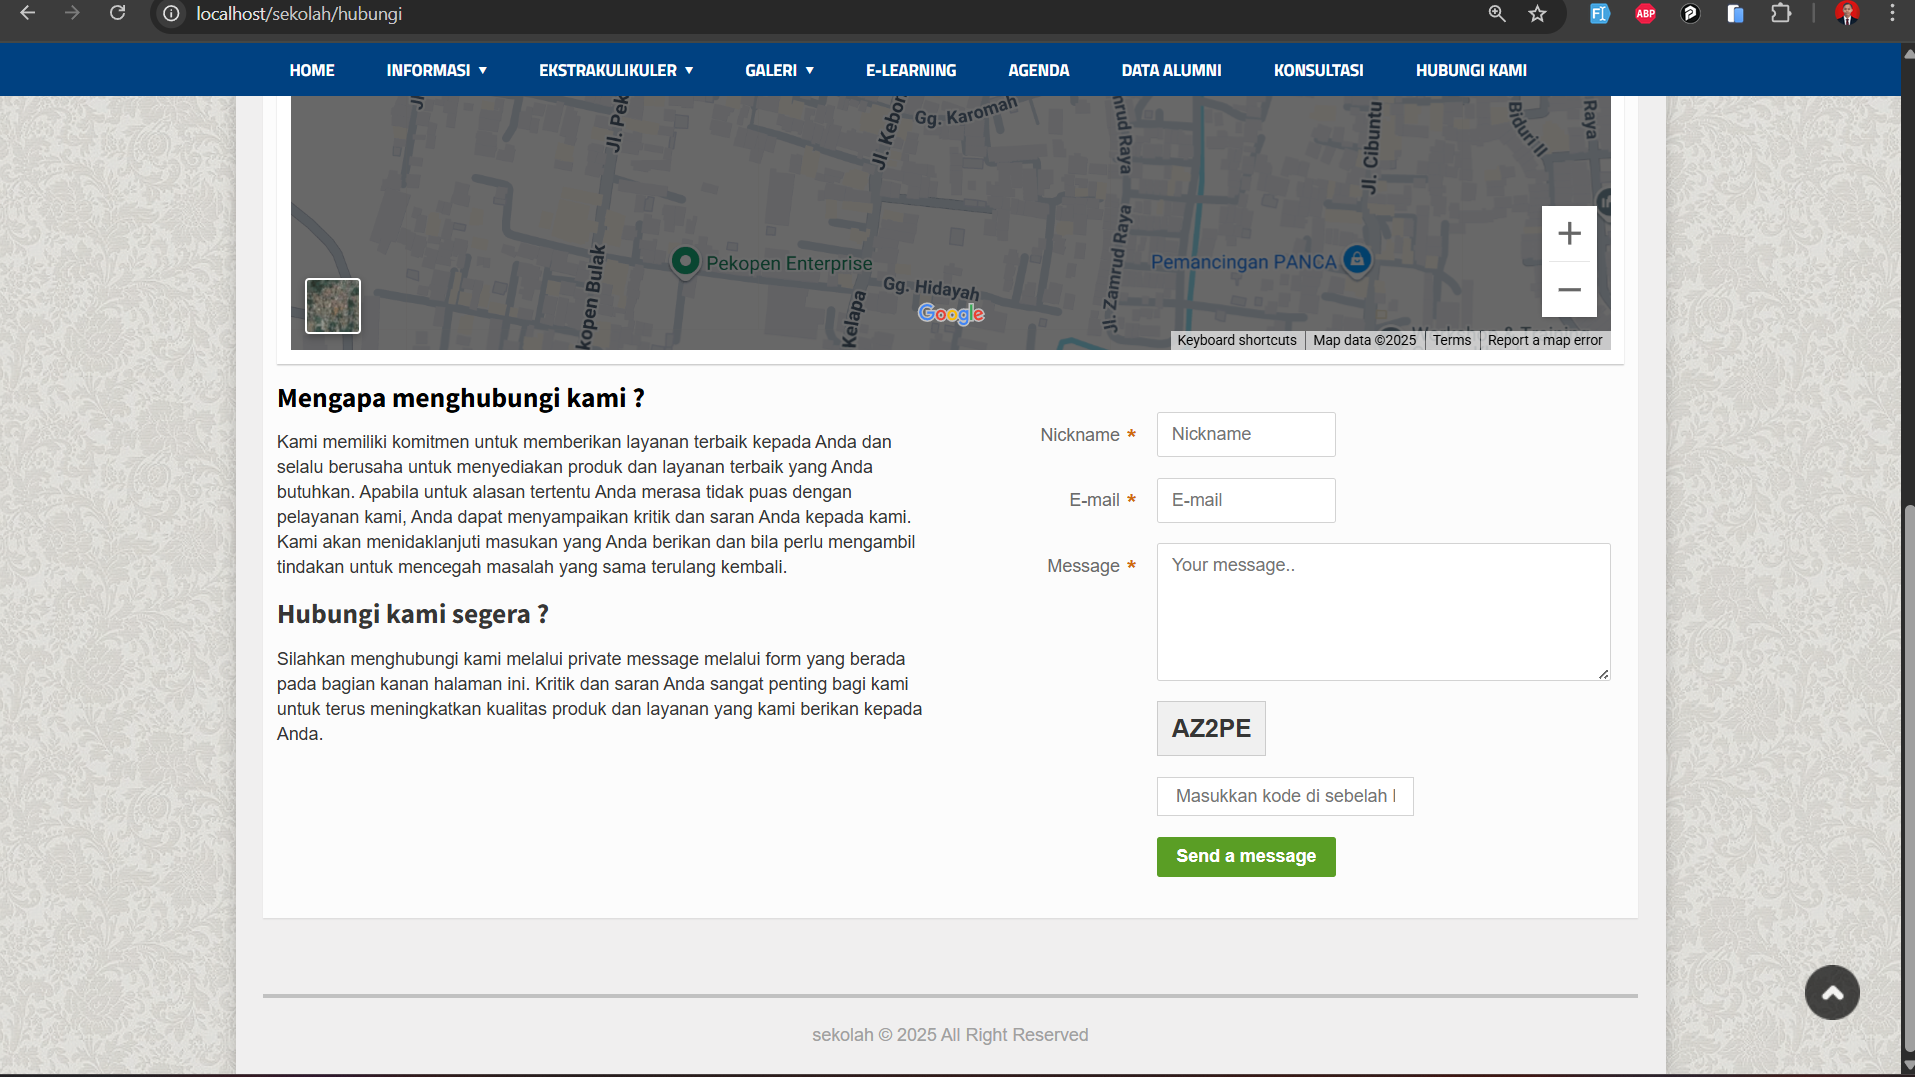 localhost/sekolah/hubungi
ABP
HOME INFORMASI ▼ EKSTRAKULIKULER ▼ GALERI ▼ E-LEARNING AGENDA DATA ALUMNI KONSULTASI HUBUNGI KAMI
Jl. Pek
Jl. Kebon
Gg. Karomah
Jl. Cibuntu
Biduri II
Raya
Pekopen Enterprise
Pemancingan PANCA
Gg. Hidayah
Jl. Zamrud Raya
kopen Bulak
Kelapa
Google
Keyboard shortcuts Map data ©2025 Terms Report a map error
Mengapa menghubungi kami ?
Kami memiliki komitmen untuk memberikan layanan terbaik kepada Anda dan
selalu berusaha untuk menyediakan produk dan layanan terbaik yang Anda
butuhkan. Apabila untuk alasan tertentu Anda merasa tidak puas dengan
pelayanan kami, Anda dapat menyampaikan kritik dan saran Anda kepada kami.
Kami akan menidaklanjuti masukan yang Anda berikan dan bila perlu mengambil
tindakan untuk mencegah masalah yang sama terulang kembali.
Hubungi kami segera ?
Silahkan menghubungi kami melalui private message melalui form yang berada
pada bagian kanan halaman ini. Kritik dan saran Anda sangat penting bagi kami
untuk terus meningkatkan kualitas produk dan layanan yang kami berikan kepada
Anda.
Nickname * Nickname
E-mail * E-mail
Message * Your message..
AZ2PE
Masukkan kode di sebelah
Send a message
sekolah © 2025 All Right Reserved